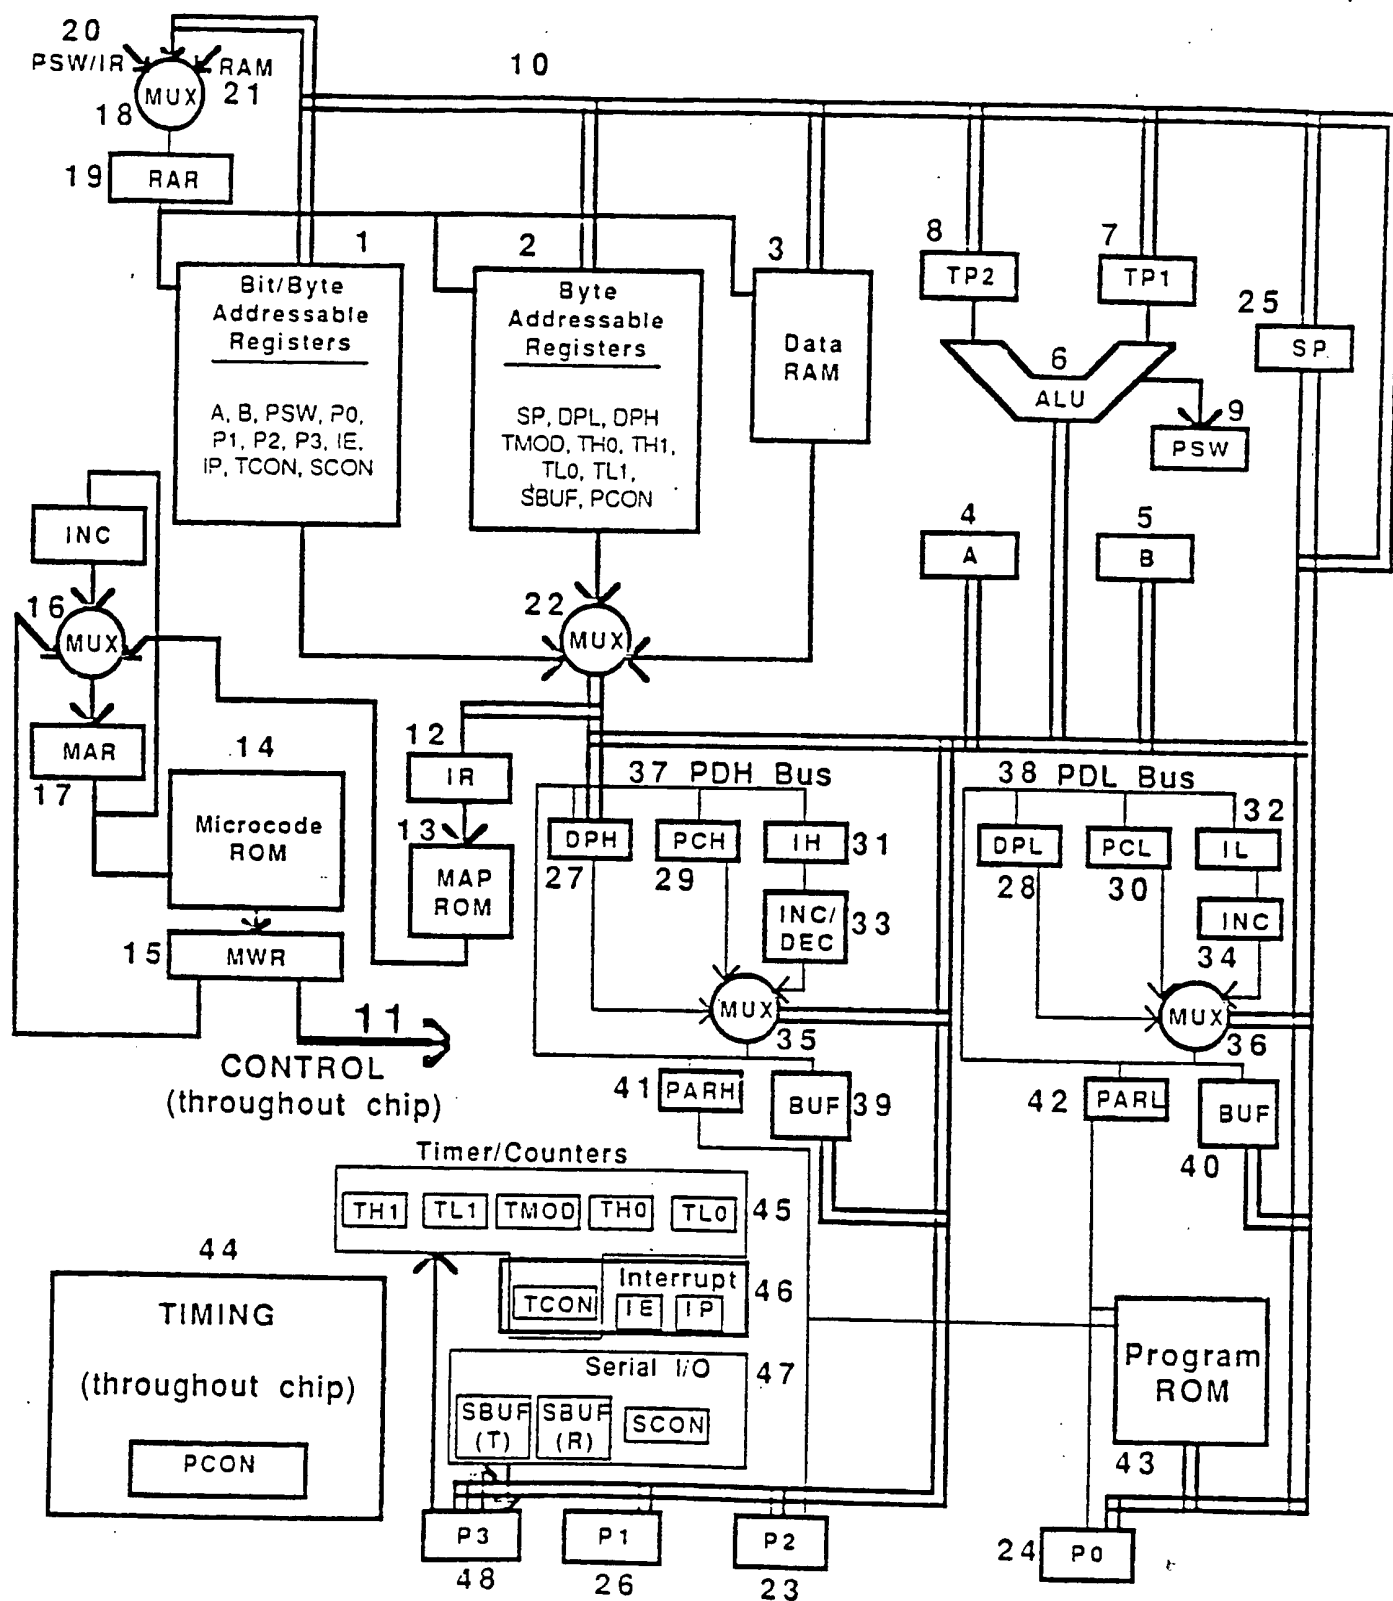 20
PSW/IR
RAM
21
MUX
18
10
19
RAR
1
2
3
8
7
TP2
TP1
25
SP
Bit/Byte
Addressable
Registers
A, B, PSW, P0,
P1, P2, P3, IE,
IP, TCON, SCON
Byte
Addressable
Registers
SP, DPL, DPH
TMOD, TH0, TH1,
TL0, TL1,
SBUF, PCON
Data
RAM
6
ALU
9
PSW
INC
4
A
5
B
16
MUX
22
MUX
MAR
17
14
Microcode
ROM
12
IR
13
MAP
ROM
15
MWR
11
CONTROL
(throughout chip)
37 PDH Bus
DPH
27
PCH
29
IH
31
INC/
DEC
33
MUX
35
41
PARH
BUF
39
38 PDL Bus
32
DPL
28
PCL
30
IL
INC
34
MUX
36
42
PARL
BUF
40
Timer/Counters
TH1
TL1
TMOD
TH0
TL0
45
Interrupt
46
TCON
IE
IP
Serial I/O
47
SBUF
(T)
SBUF
(R)
SCON
44
TIMING
(throughout chip)
PCON
Program
ROM
43
P3
48
P1
26
P2
23
24
P0